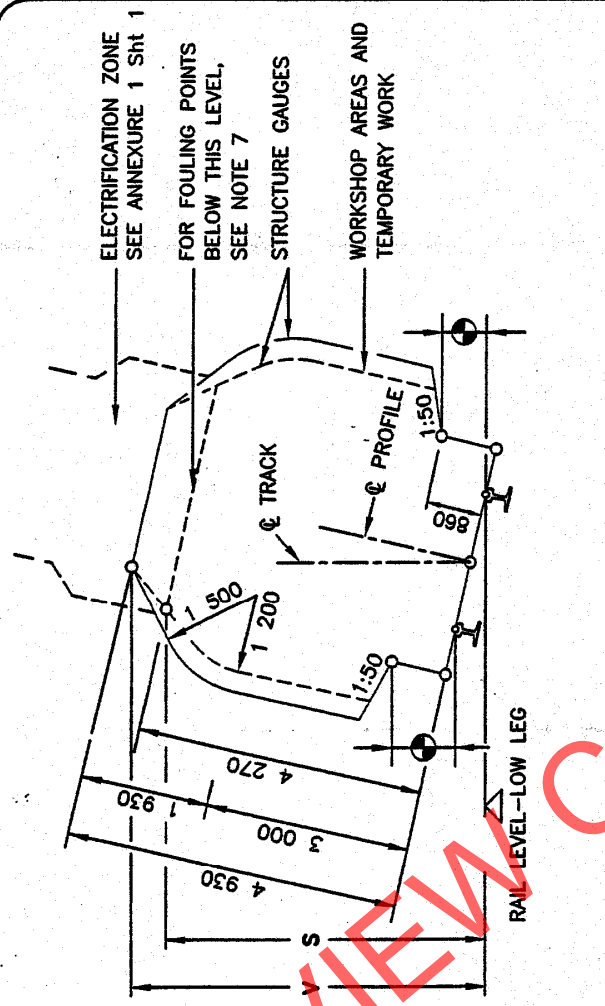 ELECTRIFICATION ZONE
SEE ANNEXURE 1 Sht 1
FOR FOULING POINTS
BELOW THIS LEVEL,
SEE NOTE 7
STRUCTURE GAUGES
WORKSHOP AREAS AND
TEMPORARY WORK
℄ TRACK
℄ PROFILE
1:50
860
1 500
1 200
1:50
4 270
1 930
3 000
4 930
S
V
RAIL LEVEL-LOW LEG
VIEW C